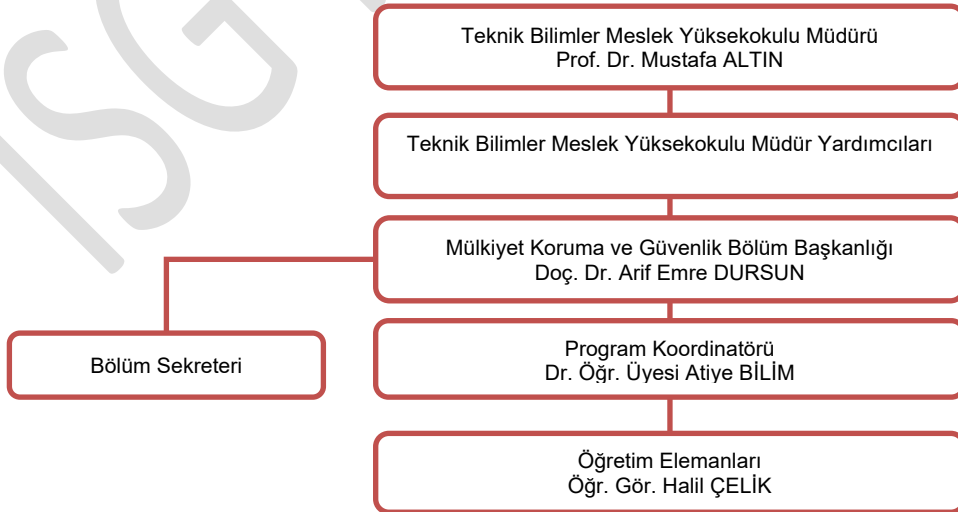 Teknik Bilimler Meslek Yüksekokulu Müdürü
Prof. Dr. Mustafa ALTIN
Teknik Bilimler Meslek Yüksekokulu Müdür Yardımcıları
Mülkiyet Koruma ve Güvenlik Bölüm Başkanlığı
Doç. Dr. Arif Emre DURSUN
Bölüm Sekreteri
Program Koordinatörü
Dr. Öğr. Üyesi Atiye BİLİM
Öğretim Elemanları
Öğr. Gör. Halil ÇELİK